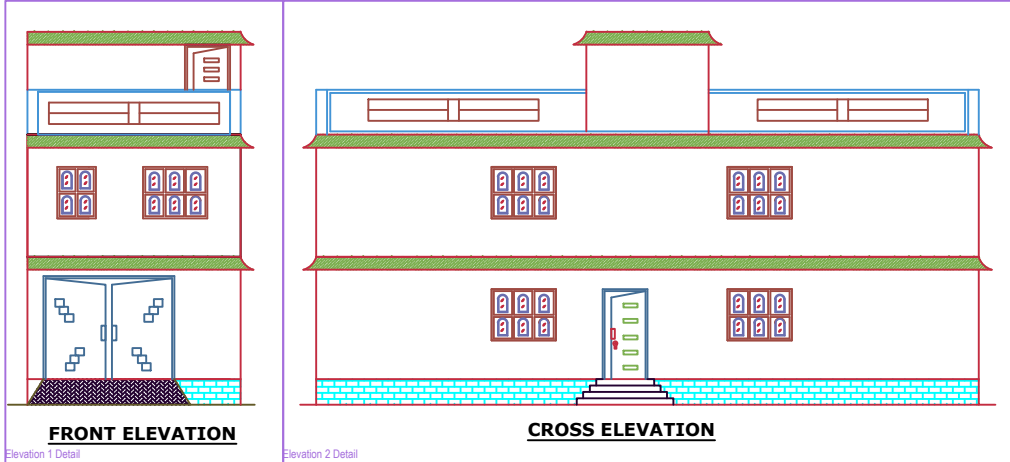 FRONT ELEVATION
Elevation 1 Detail
CROSS ELEVATION
Elevation 2 Detail